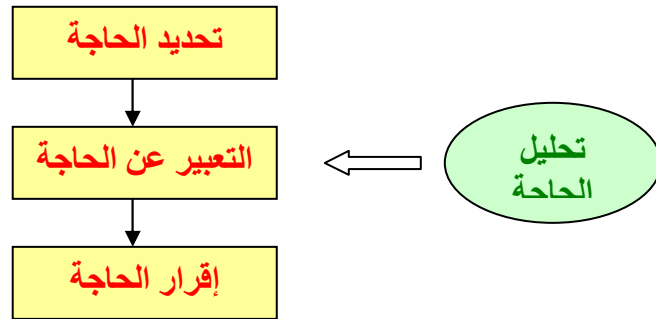 تحديد الحاجة
التعبير عن الحاجة
إقرار الحاجة
تحليل
الحاجة